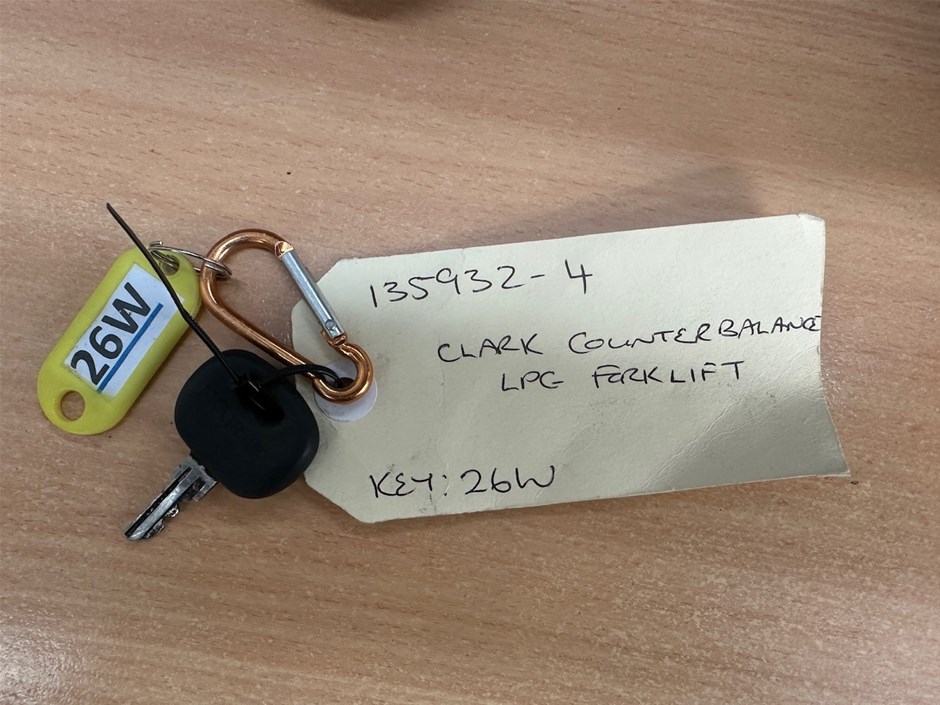 135932-4
CLARK COUNTERBALANCE
LPG FORKLIFT
KEY: 26W
26W